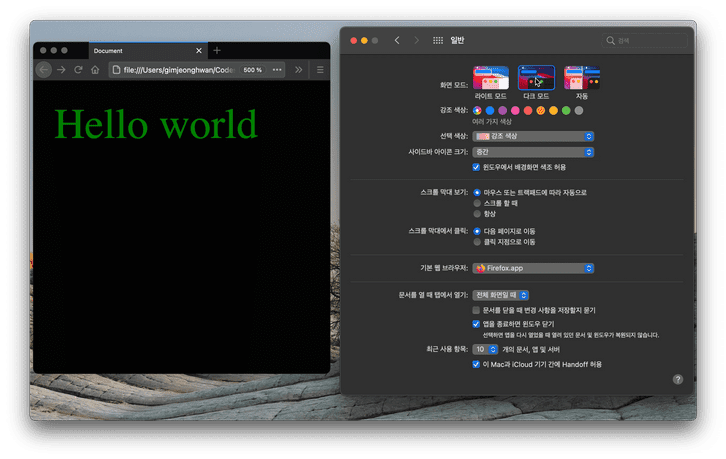 Document
file:///Users/gimjeonghwan/Code
500 %
Hello world
일반
검색
화면 모드:
라이트 모드
다크 모드
자동
강조 색상:
여러 가지 색상
선택 색상:
강조 색상
사이드바 아이콘 크기:
중간
윈도우에서 배경화면 색조 허용
스크롤 막대 보기:
마우스 또는 트랙패드에 따라 자동으로
스크롤 할 때
항상
스크롤 막대에서 클릭:
다음 페이지로 이동
클릭 지점으로 이동
기본 웹 브라우저:
Firefox.app
문서를 열 때 탭에서 열기:
전체 화면일 때
문서를 닫을 때 변경 사항을 저장할지 묻기
앱을 종료하면 윈도우 닫기
선택하면 앱을 다시 열었을 때 열려 있던 문서 및 윈도우가 복원되지 않습니다.
최근 사용 항목:
10
개의 문서, 앱 및 서버
이 Mac과 iCloud 기기 간에 Handoff 허용
?